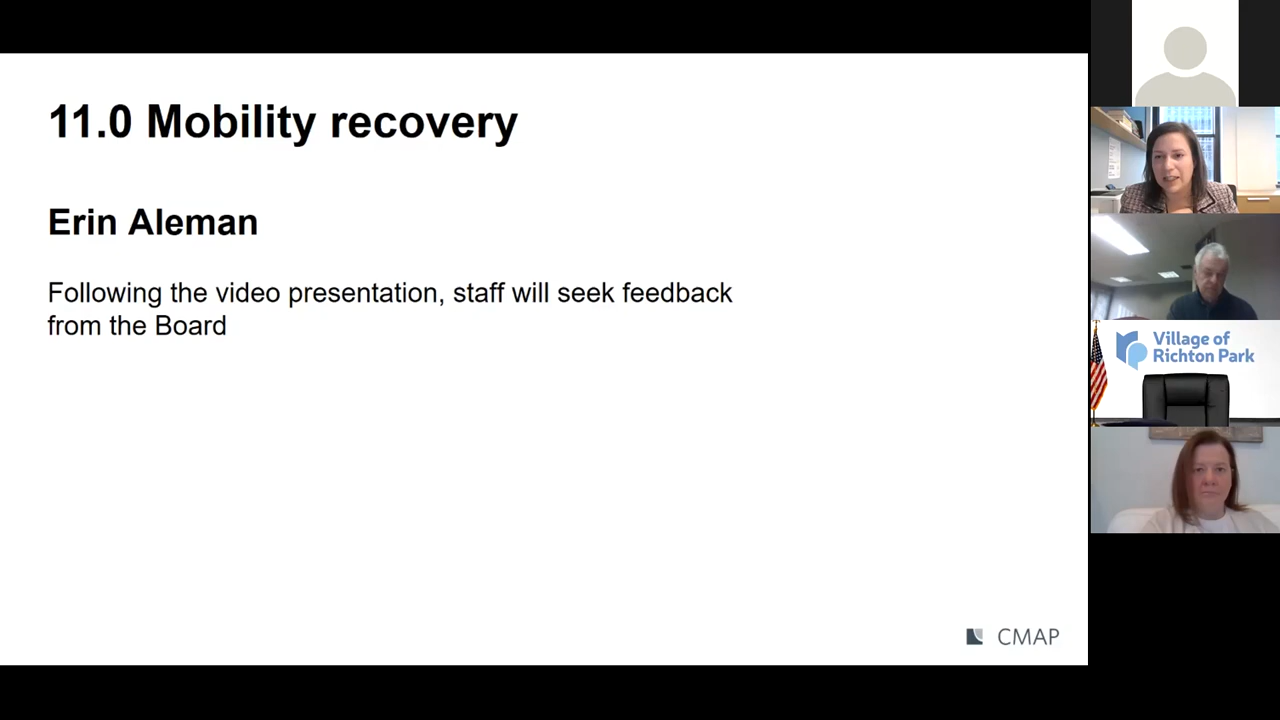 11.0 Mobility recovery
Erin Aleman
Following the video presentation, staff will seek feedback
from the Board
CMAP
Village of
Richton Park